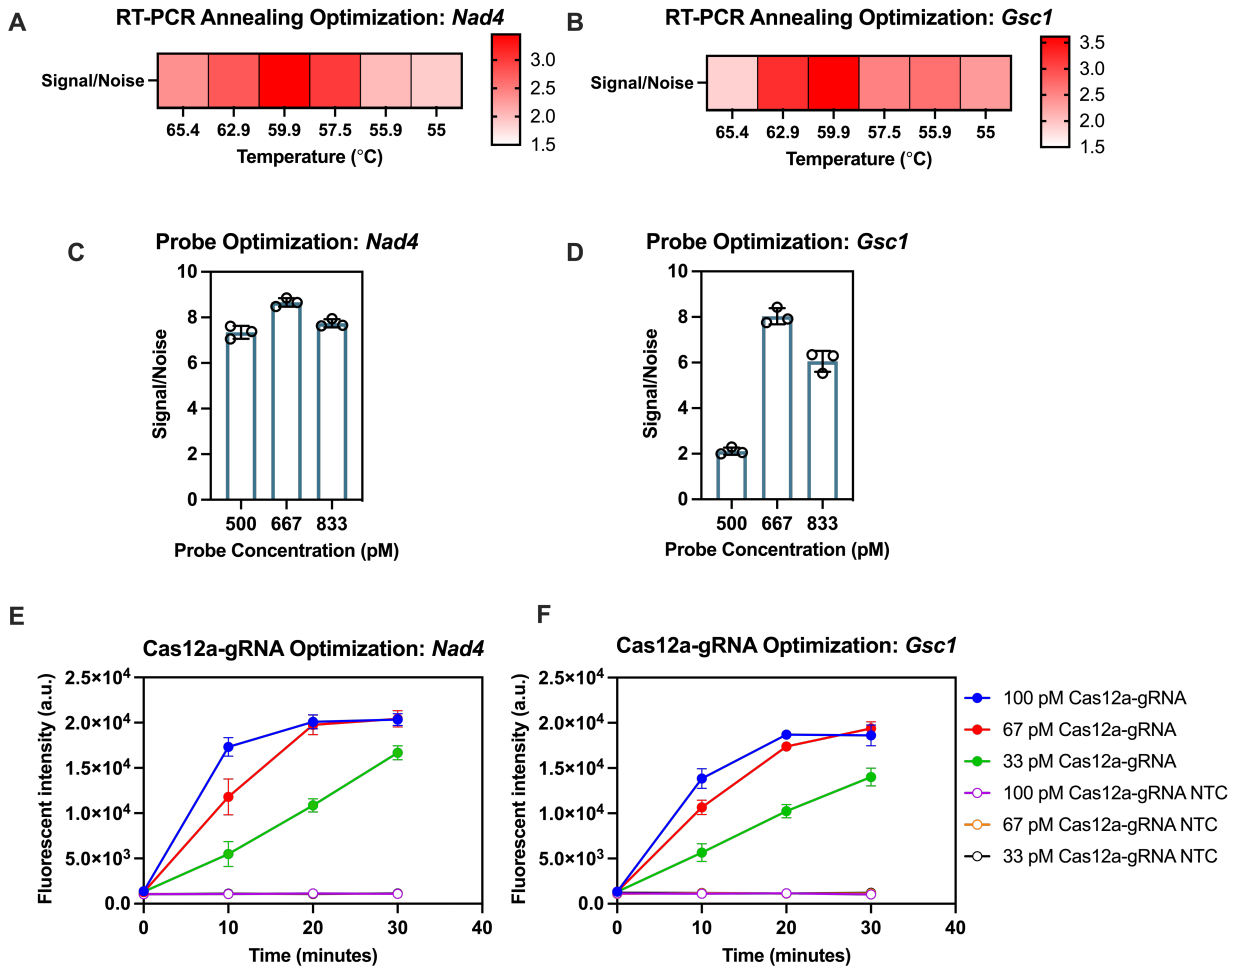 A
RT-PCR Annealing Optimization: Nad4
Signal/Noise
65.4 62.9 59.9 57.5 55.9 55
Temperature (°C)
3.0
2.5
2.0
1.5
B
RT-PCR Annealing Optimization: Gsc1
Signal/Noise
65.4 62.9 59.9 57.5 55.9 55
Temperature (°C)
3.5
3.0
2.5
2.0
1.5
C
Probe Optimization: Nad4
Signal/Noise
10
8
6
4
2
0
500 667 833
Probe Concentration (pM)
D
Probe Optimization: Gsc1
Signal/Noise
10
8
6
4
2
0
500 667 833
Probe Concentration (pM)
E
Cas12a-gRNA Optimization: Nad4
Fluorescent intensity (a.u.)
2.5×10⁴
2.0×10⁴
1.5×10⁴
1.0×10⁴
5.0×10³
0.0
0 10 20 30 40
Time (minutes)
F
Cas12a-gRNA Optimization: Gsc1
Fluorescent intensity (a.u.)
2.5×10⁴
2.0×10⁴
1.5×10⁴
1.0×10⁴
5.0×10³
0.0
0 10 20 30 40
Time (minutes)
100 pM Cas12a-gRNA
67 pM Cas12a-gRNA
33 pM Cas12a-gRNA
100 pM Cas12a-gRNA NTC
67 pM Cas12a-gRNA NTC
33 pM Cas12a-gRNA NTC